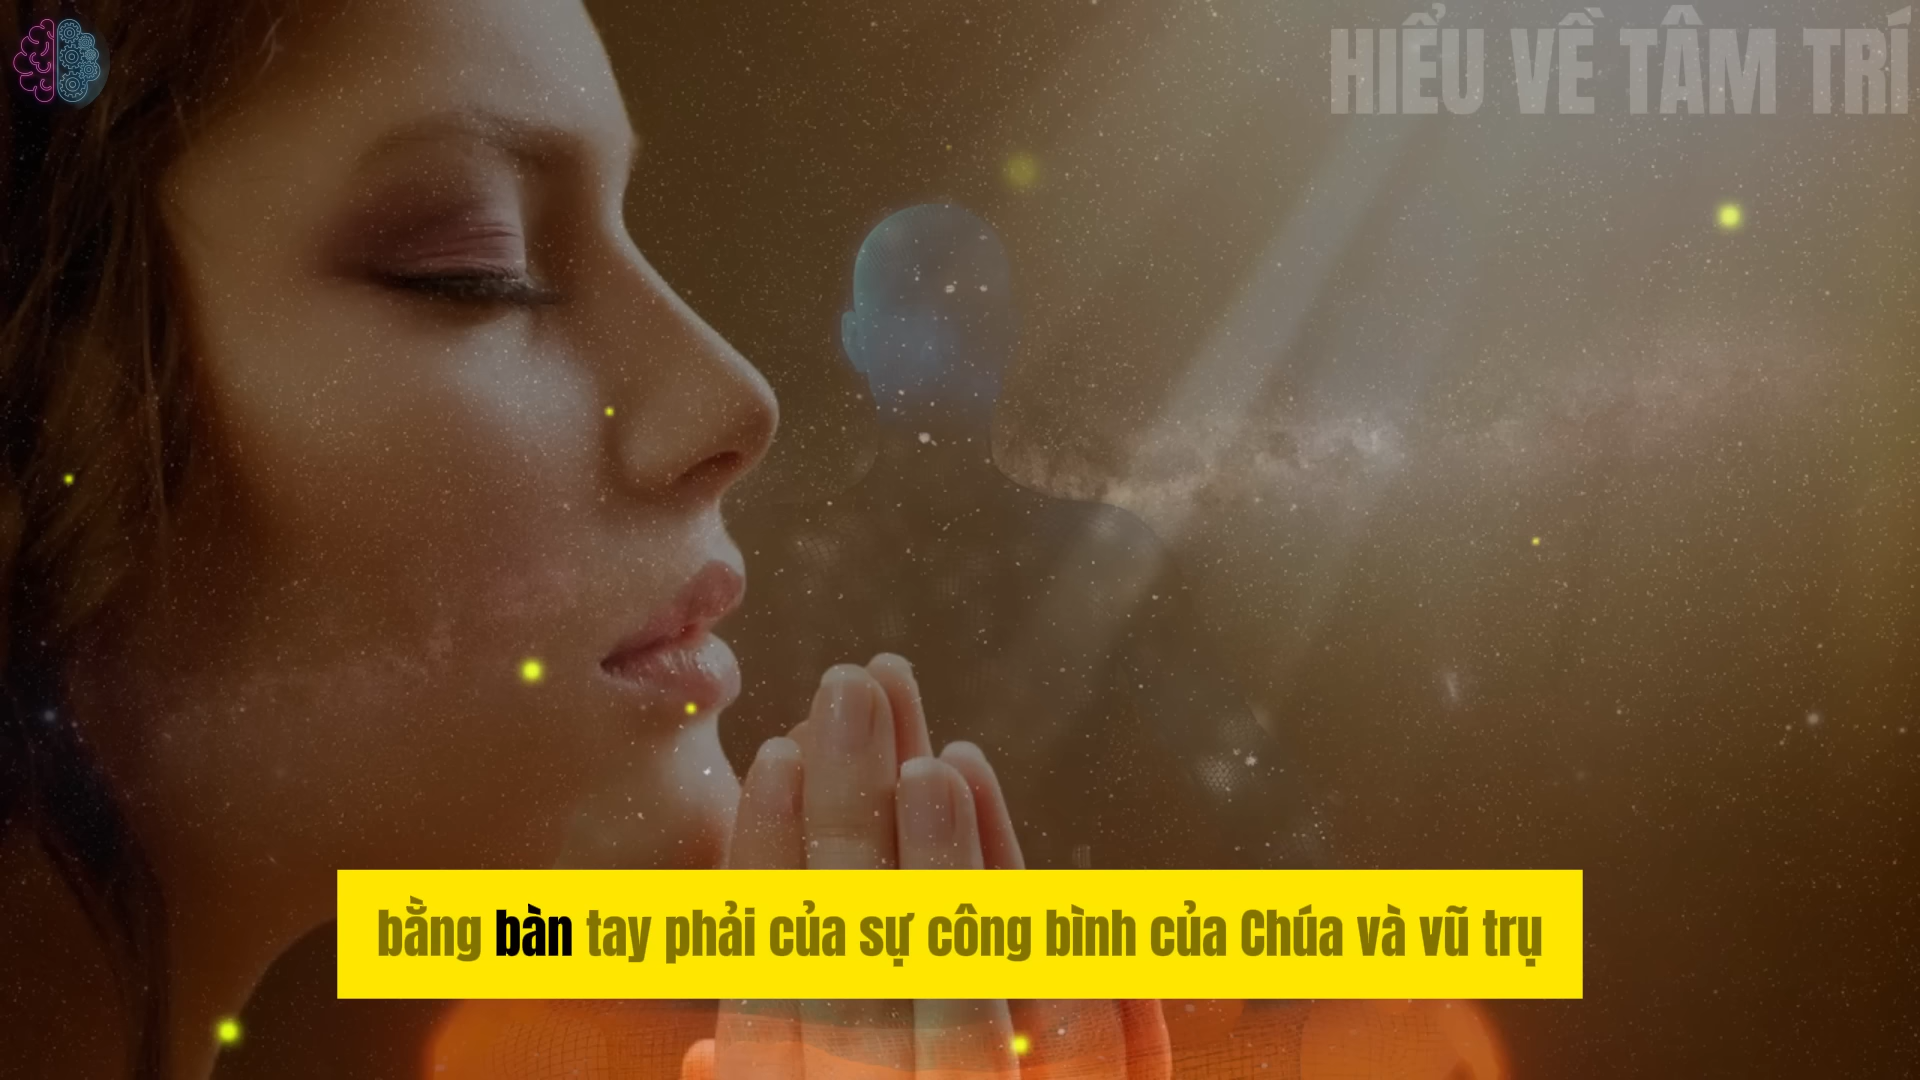 HIỂU VỀ TÂM TRÍ
bằng bàn tay phải của sự công bình của Chúa và vũ trụ